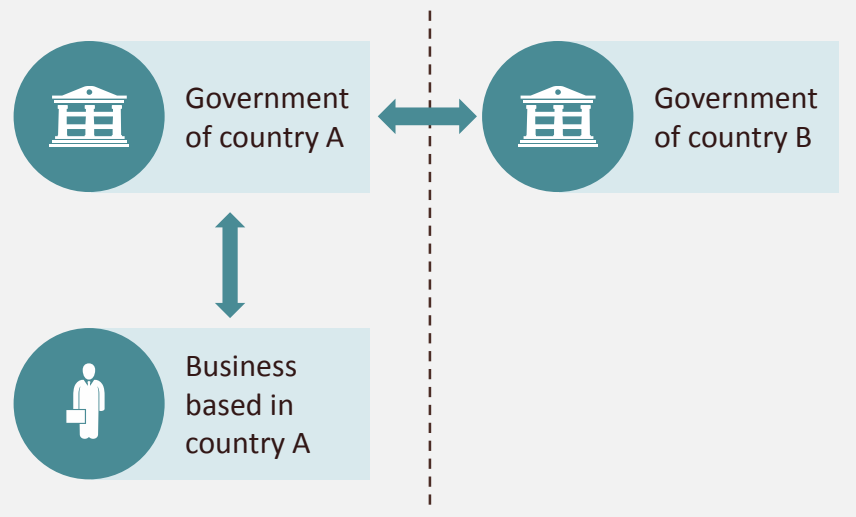 Government
of country A
Government
of country B
Business
based in
country A